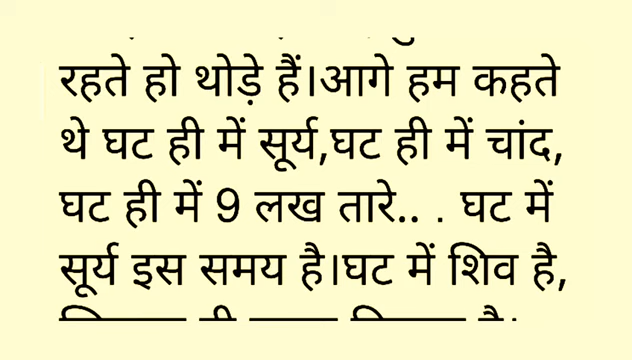 रहते हो थोड़े हैं।आगे हम कहते
थे घट ही में सूर्य,घट ही में चांद,
घट ही में 9 लख तारे.. . घट में
सूर्य इस समय है।घट में शिव है,